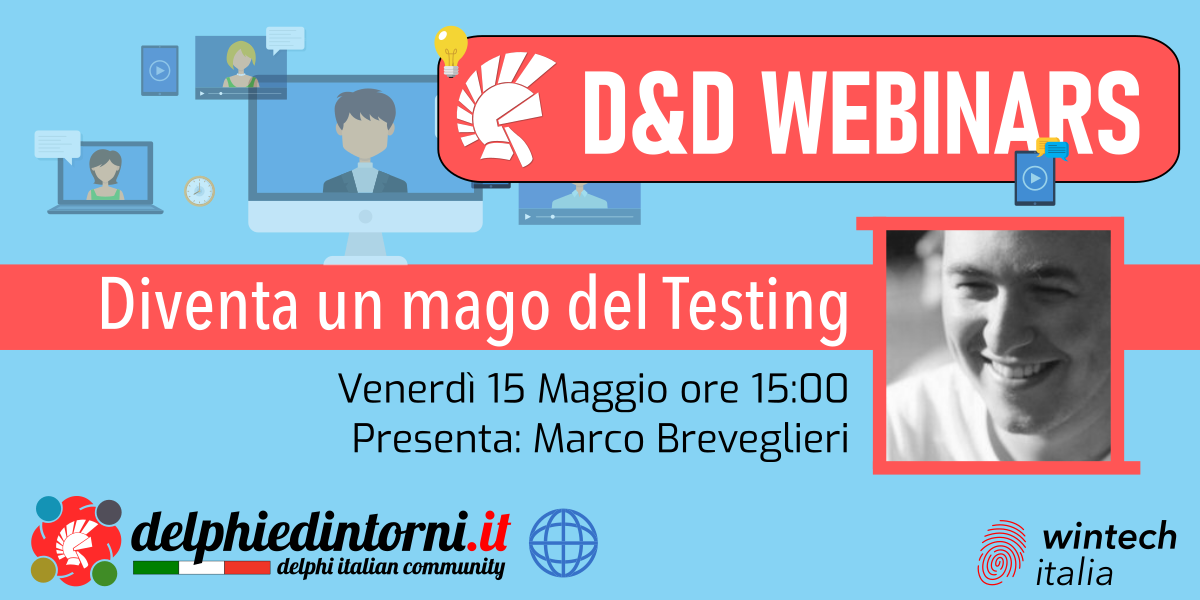 D&D WEBINARS
Diventa un mago del Testing
Venerdì 15 Maggio ore 15:00
Presenta: Marco Breveglieri
delphiedintorni.it
delphi italian community
wintech
italia